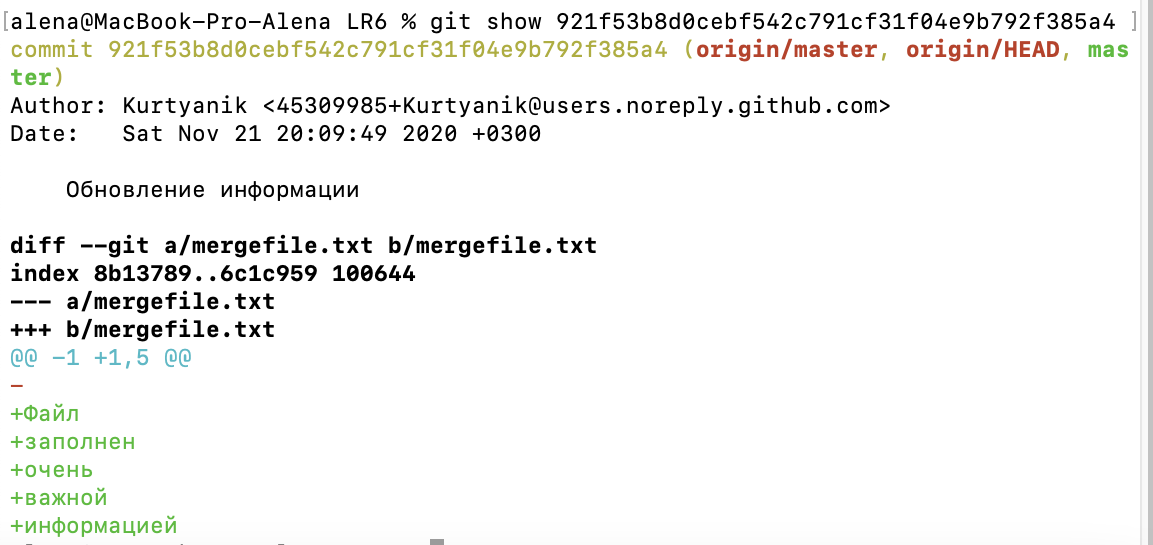 [alena@MacBook-Pro-Alena LR6 % git show 921f53b8d0cebf542c791cf31f04e9b792f385a4 ]
commit 921f53b8d0cebf542c791cf31f04e9b792f385a4 (origin/master, origin/HEAD, mas
ter)
Author: Kurtyanik <45309985+Kurtyanik@users.noreply.github.com>
Date:   Sat Nov 21 20:09:49 2020 +0300
Обновление информации
diff --git a/mergefile.txt b/mergefile.txt
index 8b13789..6c1c959 100644
--- a/mergefile.txt
+++ b/mergefile.txt
@@ -1 +1,5 @@
-
+Файл
+заполнен
+очень
+важной
+информацией